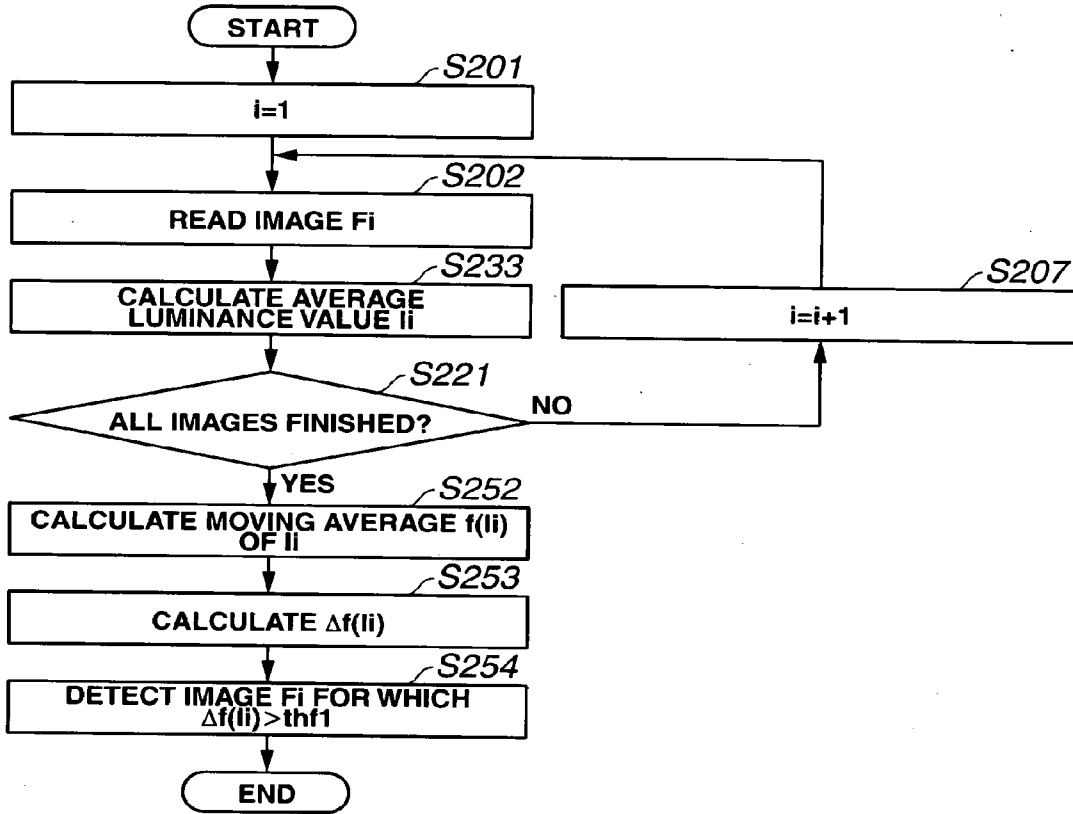 START
S201
i=1
S202
READ IMAGE Fi
S233
CALCULATE AVERAGE
LUMINANCE VALUE Ii
S207
i=i+1
S221
ALL IMAGES FINISHED?
NO
YES
S252
CALCULATE MOVING AVERAGE f(Ii)
OF Ii
S253
CALCULATE Δf(Ii)
S254
DETECT IMAGE Fi FOR WHICH
Δf(Ii)>thf1
END